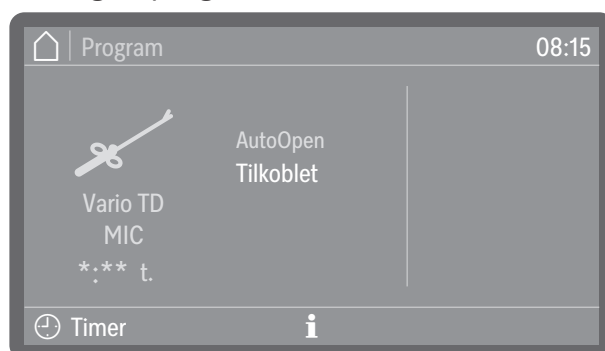 Program 08:15
AutoOpen
Tilkoblet
Vario TD
MIC
*:** t.
Timer i